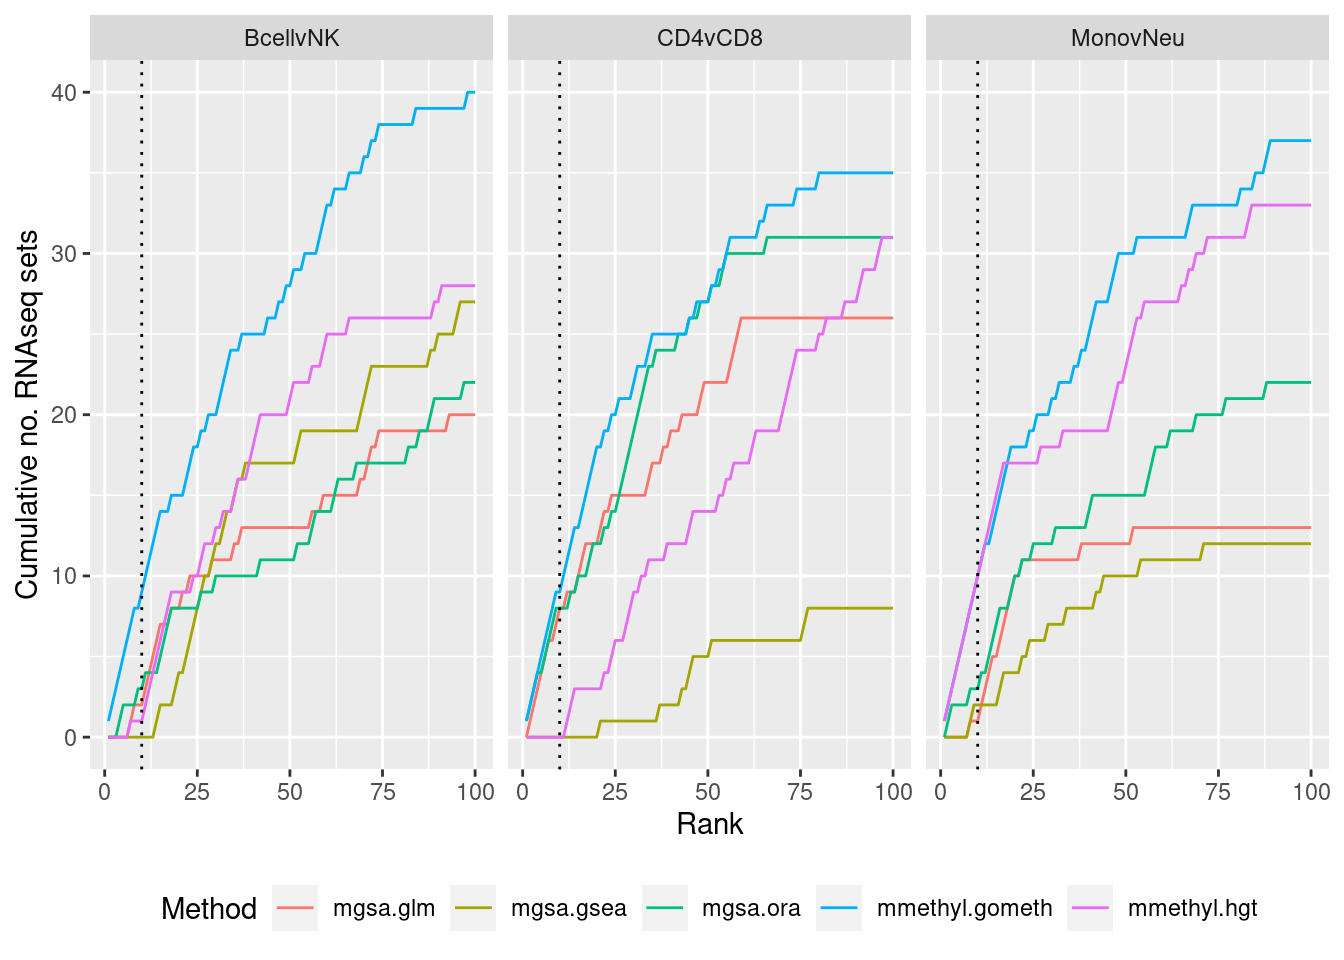 BcellvNK CD4vCD8 MonovNeu
40
30
20
10
0
0 25 50 75 100 0 25 50 75 100 0 25 50 75 100
Cumulative no. RNAseq sets
Rank
Method mgsa.glm mgsa.gsea mgsa.ora mmethyl.gometh mmethyl.hgt